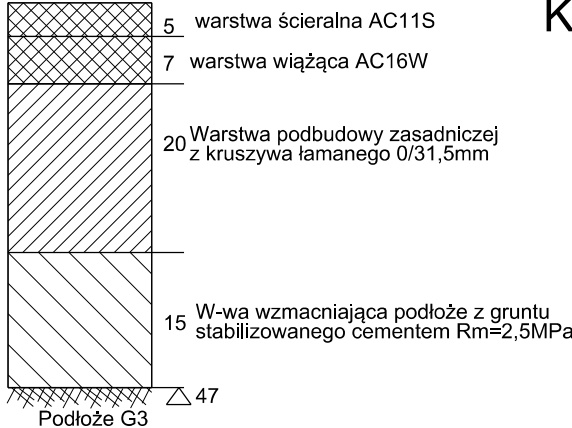 K
5 warstwa ścieralna AC11S
7 warstwa wiążąca AC16W
20 Warstwa podbudowy zasadniczej
z kruszywa łamanego 0/31,5mm
15 W-wa wzmacniająca podłoże z gruntu
stabilizowanego cementem Rm=2,5MPa
47
Podłoże G3